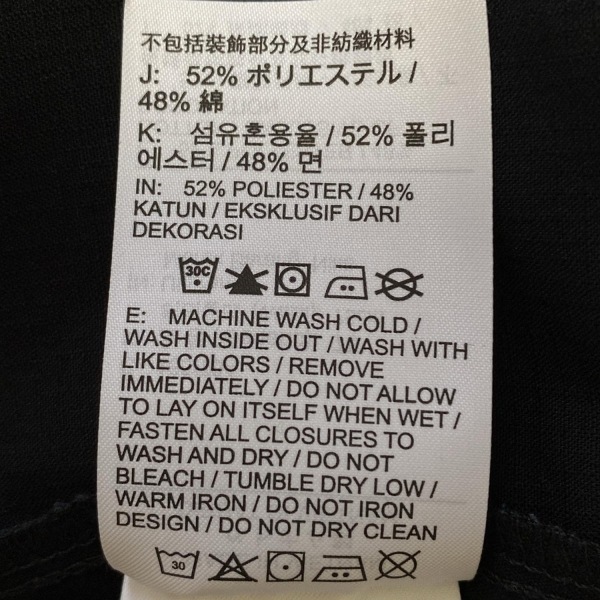 不包括裝飾部分及非紡織材料
J: 52% ポリエステル /
48% 綿
K: 섬유혼용율 / 52% 폴리
에스터 / 48% 면
IN: 52% POLIESTER / 48%
KATUN / EKSKLUSIF DARI
DEKORASI
30C
E: MACHINE WASH COLD /
WASH INSIDE OUT / WASH WITH
LIKE COLORS / REMOVE
IMMEDIATELY / DO NOT ALLOW
TO LAY ON ITSELF WHEN WET /
FASTEN ALL CLOSURES TO
WASH AND DRY / DO NOT
BLEACH / TUMBLE DRY LOW /
WARM IRON / DO NOT IRON
DESIGN / DO NOT DRY CLEAN
30